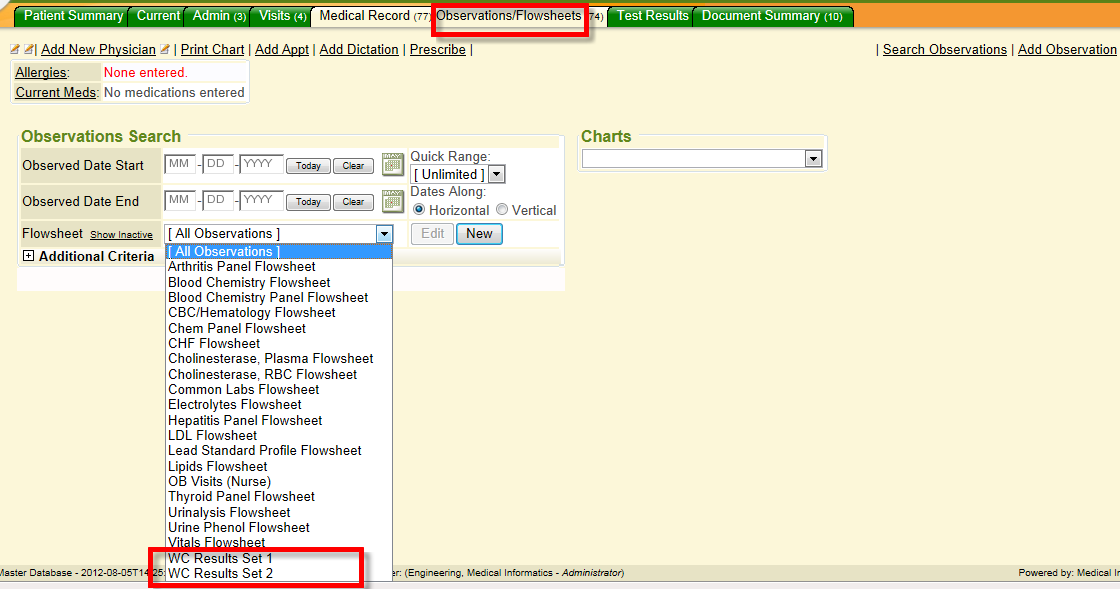 Patient Summary Current Admin (3) Visits (4) Medical Record (77) Observations/Flowsheets 74) Test Results Document Summary (10)
| Add New Physician | Print Chart | Add Appt | Add Dictation | Prescribe | | Search Observations | Add Observation
Allergies: None entered.
Current Meds: No medications entered
Observations Search
Observed Date Start MM - DD - YYYY Today Clear
Quick Range:
[ Unlimited ]
Observed Date End MM - DD - YYYY Today Clear
Dates Along:
Horizontal Vertical
Flowsheet Show Inactive [ All Observations ] Edit New
Additional Criteria
[ All Observations ]
Arthritis Panel Flowsheet
Blood Chemistry Flowsheet
Blood Chemistry Panel Flowsheet
CBC/Hematology Flowsheet
Chem Panel Flowsheet
CHF Flowsheet
Cholinesterase, Plasma Flowsheet
Cholinesterase, RBC Flowsheet
Common Labs Flowsheet
Electrolytes Flowsheet
Hepatitis Panel Flowsheet
LDL Flowsheet
Lead Standard Profile Flowsheet
Lipids Flowsheet
OB Visits (Nurse)
Thyroid Panel Flowsheet
Urinalysis Flowsheet
Urine Phenol Flowsheet
Vitals Flowsheet
WC Results Set 1
WC Results Set 2
Charts
Master Database - 2012-08-05T14:25: er: (Engineering, Medical Informatics - Administrator) Powered by: Medical In